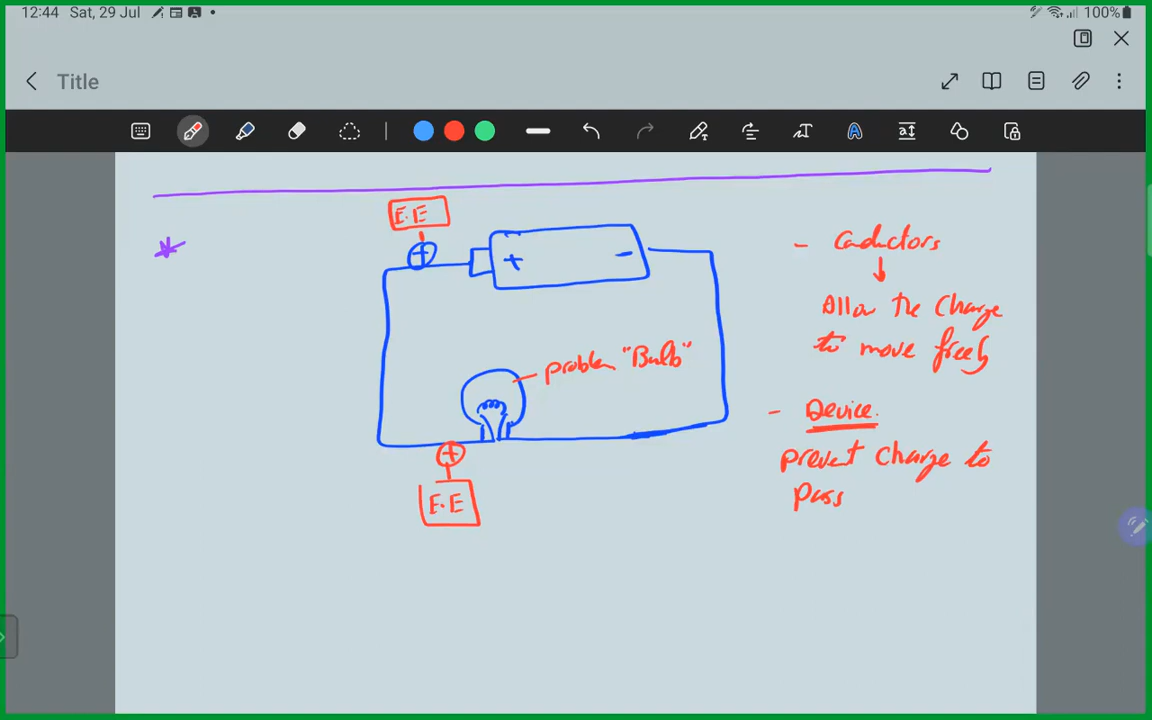 12:44 Sat, 29 Jul
100%
Title
E.E
+
+ -
- Conductors
Allow the Charge
to move freely
problem "Bulb"
- Device.
prevent Charge to
pass
+
E.E